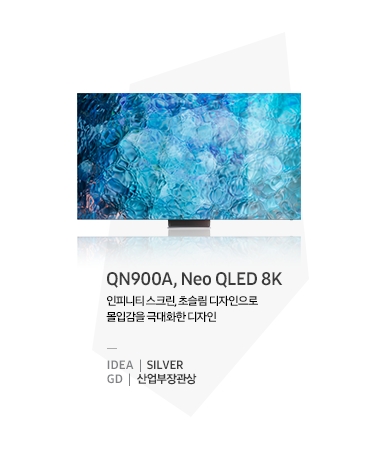 QN900A, Neo QLED 8K
인피니티 스크린, 초슬림 디자인으로
몰입감을 극대화한 디자인
IDEA | SILVER
GD | 산업부장관상